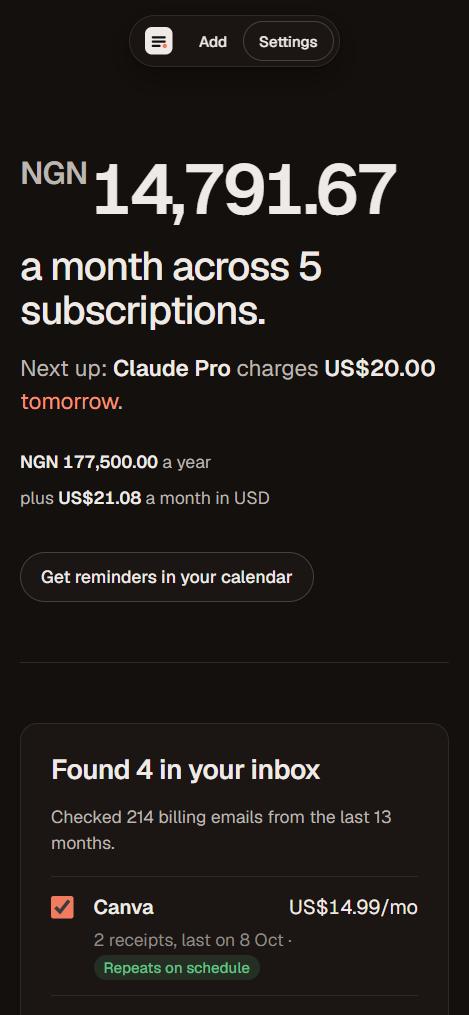 Add Settings
NGN 14,791.67
a month across 5
subscriptions.
Next up: Claude Pro charges US$20.00
tomorrow.
NGN 177,500.00 a year
plus US$21.08 a month in USD
Get reminders in your calendar
Found 4 in your inbox
Checked 214 billing emails from the last 13
months.
Canva US$14.99/mo
2 receipts, last on 8 Oct ·
Repeats on schedule